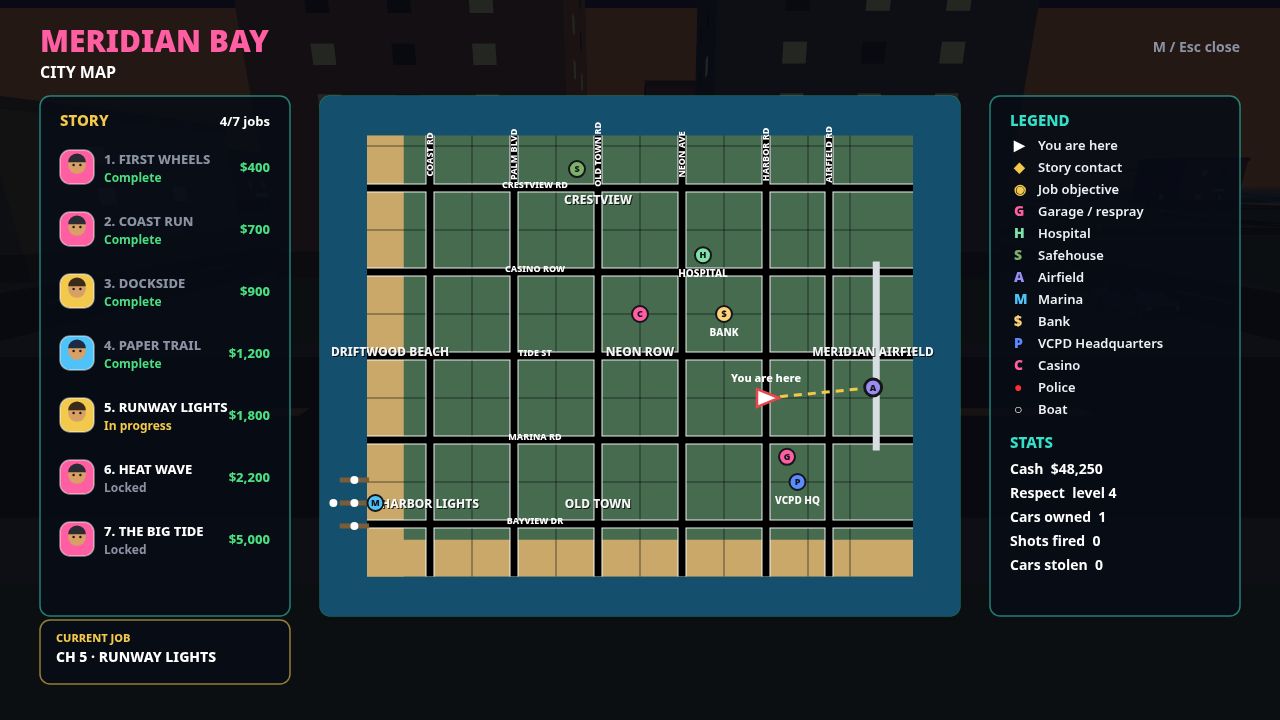 MERIDIAN BAY
CITY MAP
M / Esc close
STORY
4/7 jobs
1. FIRST WHEELS
Complete
$400
2. COAST RUN
Complete
$700
3. DOCKSIDE
Complete
$900
4. PAPER TRAIL
Complete
$1,200
5. RUNWAY LIGHTS
In progress
$1,800
6. HEAT WAVE
Locked
$2,200
7. THE BIG TIDE
Locked
$5,000
CURRENT JOB
CH 5 · RUNWAY LIGHTS
COAST RD
PALM BLVD
OLD TOWN RD
NEON AVE
HARBOR RD
AIRFIELD RD
S
CRESTVIEW RD
CRESTVIEW
H
HOSPITAL
CASINO ROW
C
$
BANK
DRIFTWOOD BEACH
TIDE ST
NEON ROW
MERIDIAN AIRFIELD
You are here
A
MARINA RD
G
P
VCPD HQ
M
HARBOR LIGHTS
OLD TOWN
BAYVIEW DR
LEGEND
You are here
Story contact
Job objective
G Garage / respray
H Hospital
S Safehouse
A Airfield
M Marina
$ Bank
P VCPD Headquarters
C Casino
Police
Boat
STATS
Cash $48,250
Respect level 4
Cars owned 1
Shots fired 0
Cars stolen 0